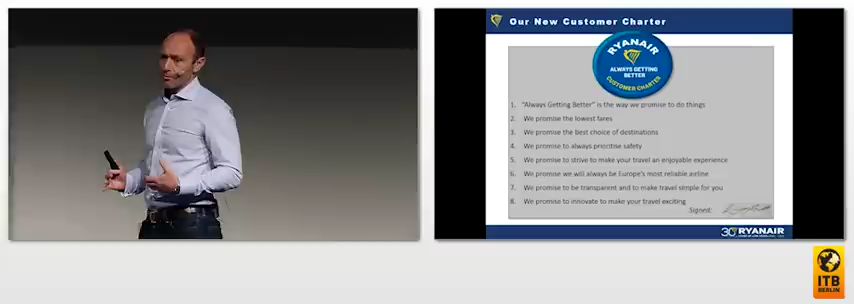 Our New Customer Charter
RYANAIR
ALWAYS GETTING
BETTER
CUSTOMER CHARTER
1. "Always Getting Better" is the way we promise to do things
2. We promise the lowest fares
3. We promise the best choice of destinations
4. We promise to always prioritise safety
5. We promise to strive to make your travel an enjoyable experience
6. We promise we will always be Europe's most reliable airline
7. We promise to be transparent and to make travel simple for you
8. We promise to innovate to make your travel exciting
Signed:
30 RYANAIR
ITB
BERLIN